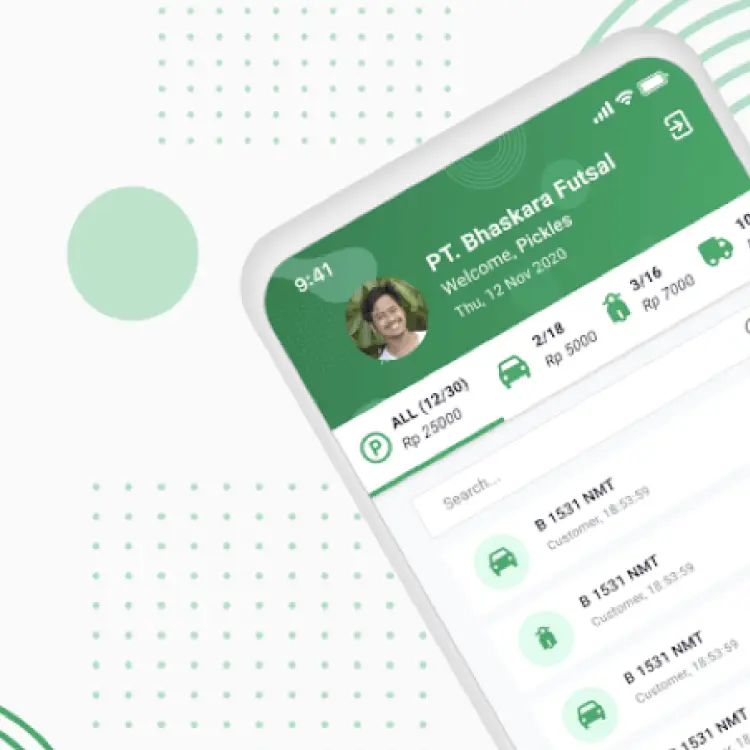 9:41
PT. Bhaskara Futsal
Welcome, Pickles
Thu, 12 Nov 2020
P
ALL (12/30)
Rp 25000
2/18
Rp 5000
3/16
Rp 7000
Search...
B 1531 NMT
Customer, 18:53:59
B 1531 NMT
Customer, 18:53:59
B 1531 NMT
Customer, 18:53:59
1531 NMT